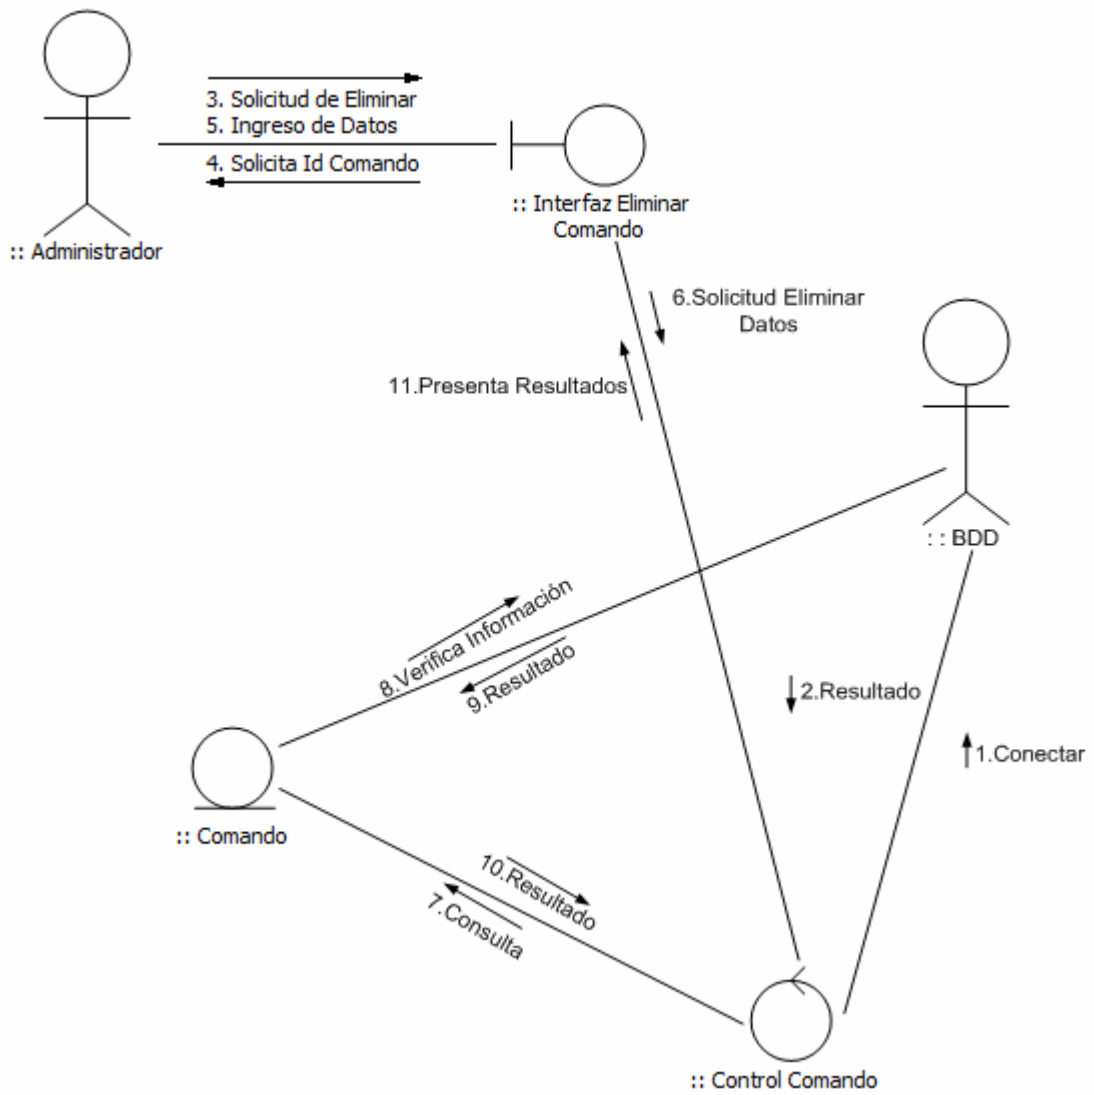 3. Solicitud de Eliminar
5. Ingreso de Datos
4. Solicita Id Comando
:: Administrador
:: Interfaz Eliminar
Comando
6.Solicitud Eliminar
Datos
11.Presenta Resultados
: : BDD
8.Verifica Información
9.Resultado
2.Resultado
1.Conectar
:: Comando
10.Resultado
7.Consulta
:: Control Comando